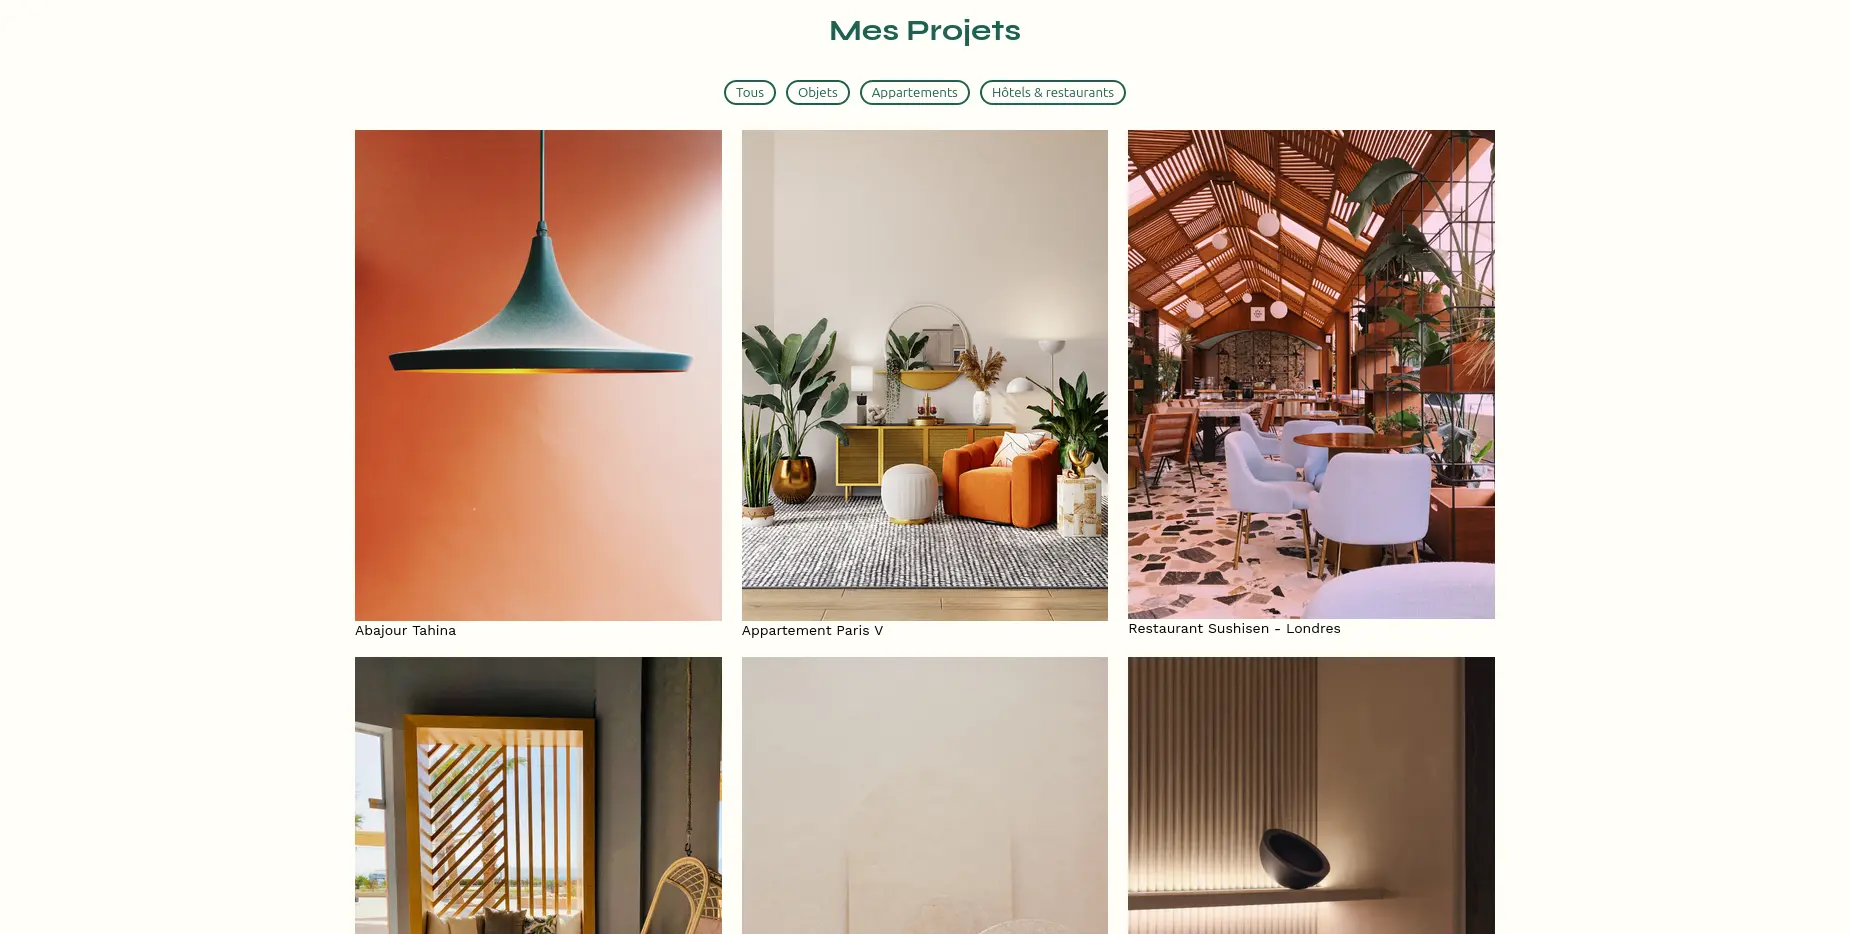 Mes Projets
Tous
Objets
Appartements
Hôtels & restaurants
Abajour Tahina
Appartement Paris V
Restaurant Sushisen - Londres